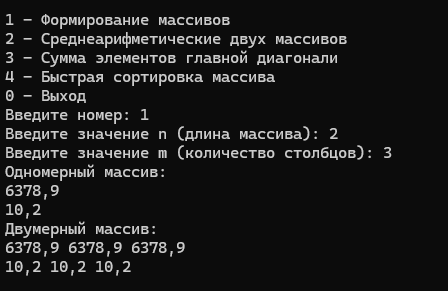 1 - Формирование массивов
2 - Среднеарифметические двух массивов
3 - Сумма элементов главной диагонали
4 - Быстрая сортировка массива
0 - Выход
Введите номер: 1
Введите значение n (длина массива): 2
Введите значение m (количество столбцов): 3
Одномерный массив:
6378,9
10,2
Двумерный массив:
6378,9 6378,9 6378,9
10,2 10,2 10,2